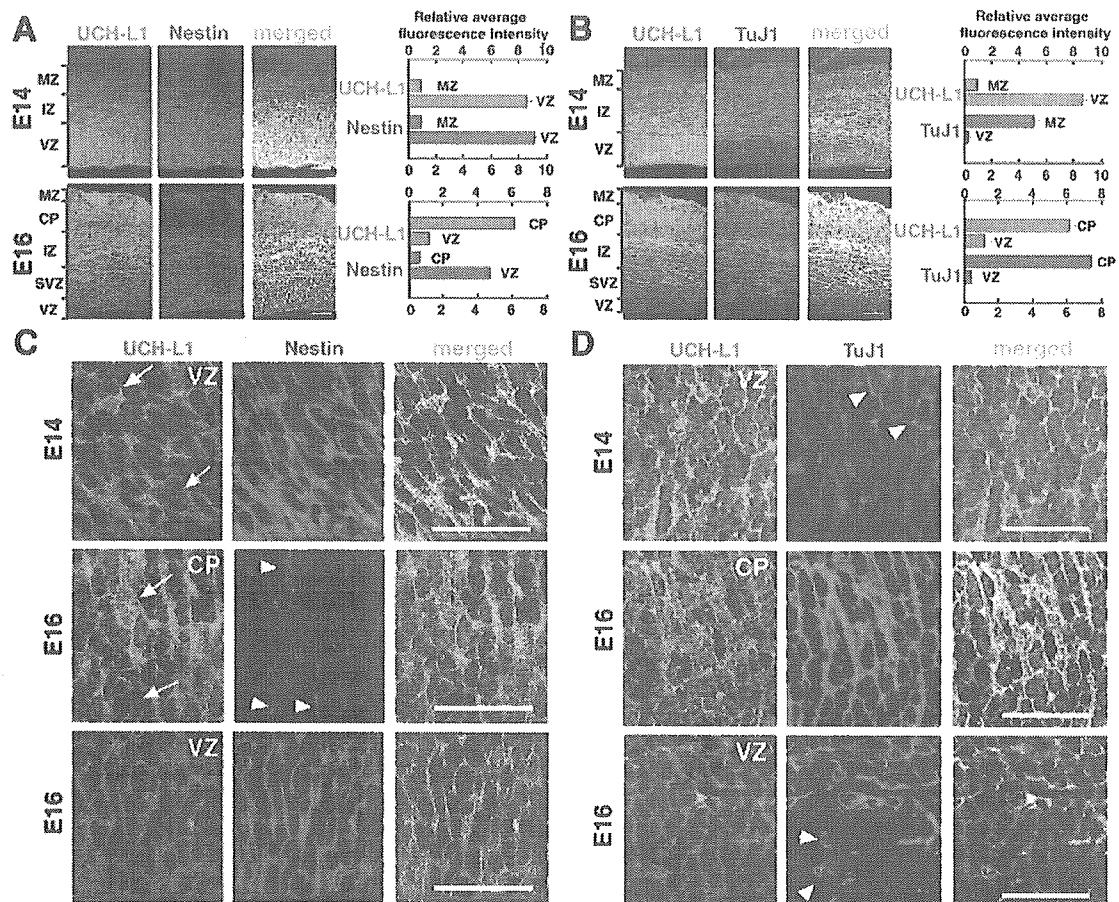 A
UCH-L1 Nestin merged
Relative average
fluorescence intensity
0 2 4 6 8 10
E14
MZ
IZ
VZ
UCH-L1
MZ
VZ
Nestin
MZ
VZ
0 2 4 6 8 10
E16
MZ
CP
IZ
SVZ
VZ
UCH-L1
CP
VZ
Nestin
CP
VZ
0 2 4 6 8
B
UCH-L1 TuJ1 merged
Relative average
fluorescence intensity
0 2 4 6 8 10
E14
MZ
IZ
VZ
UCH-L1
MZ
VZ
TuJ1
MZ
VZ
0 2 4 6 8 10
E16
MZ
CP
IZ
SVZ
VZ
UCH-L1
CP
VZ
TuJ1
CP
VZ
0 2 4 6 8
C
UCH-L1 Nestin merged
E14
VZ
E16
CP
E16
VZ
D
UCH-L1 TuJ1 merged
E14
VZ
E16
CP
E16
VZ